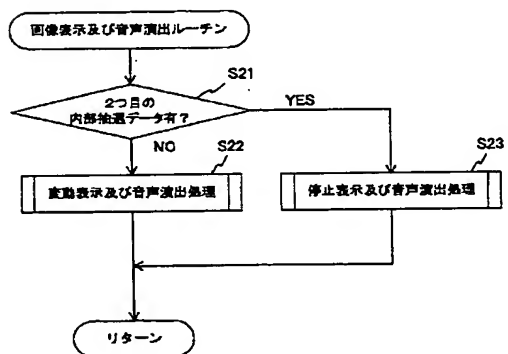 画像表示及び音声演出ルーチン
S21
2つ目の
内部抽選データ有？
YES
NO
S22
変動表示及び音声演出処理
S23
停止表示及び音声演出処理
リターン